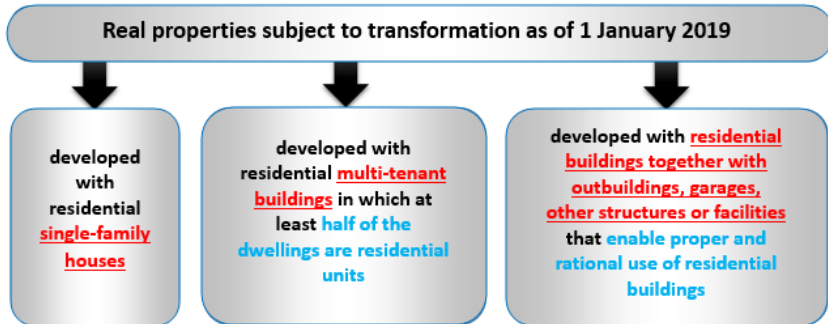 Real properties subject to transformation as of 1 January 2019
developed
with
residential
single-family
houses
developed with
residential multi-tenant
buildings in which at
least half of the
dwellings are residential
units
developed with residential
buildings together with
outbuildings, garages,
other structures or facilities
that enable proper and
rational use of residential
buildings